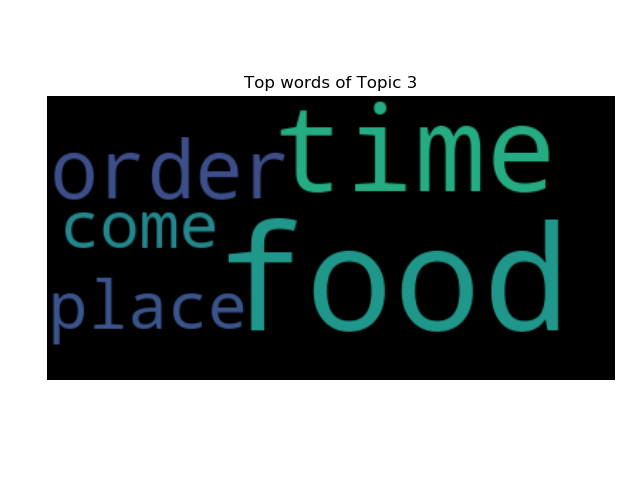 Top words of Topic 3
time
order
come
food
place